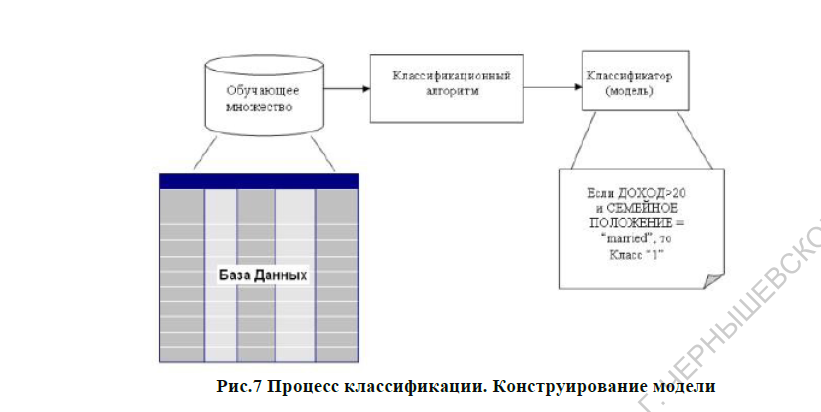 Обучающее
множество
Классификационный
алгоритм
Классификатор
(модель)
Если ДОХОД>20
и СЕМЕЙНОЕ
ПОЛОЖЕНИЕ =
“married”, то
Класс “1”
База Данных
Рис.7 Процесс классификации. Конструирование модели
Г. ЧЕРНЫШЕВСКО